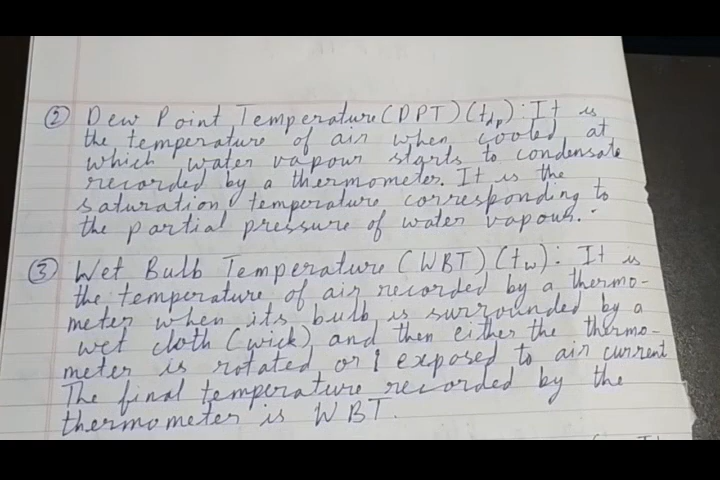 ② Dew Point Temperature (DPT) (tdp): It is
the temperature of air when cooled, at
which water vapour starts to condensate
recorded by a thermometer. It is the
saturation temperature corresponding to
the partial pressure of water vapour.
③ Wet Bulb Temperature (WBT) (tw): It is
the temperature of air recorded by a thermo-
meter when its bulb is surrounded by a
wet cloth (wick) and then either the thermo-
meter is rotated or exposed to air current
The final temperature recorded by the
thermometer is WBT.